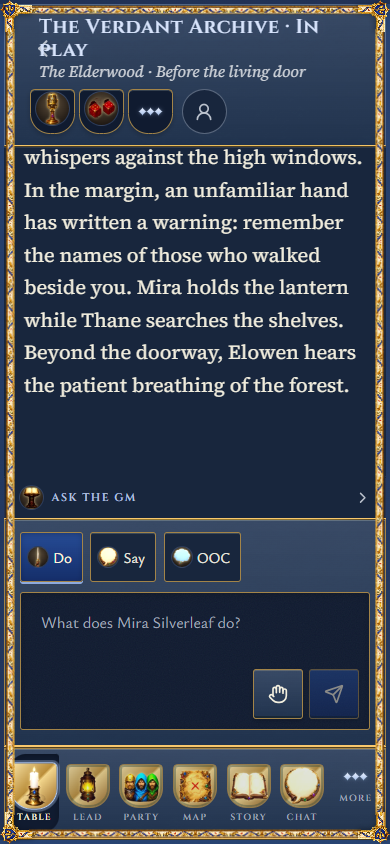 The Verdant Archive · In
Play
The Elderwood · Before the living door
whispers against the high windows.
In the margin, an unfamiliar hand
has written a warning: remember
the names of those who walked
beside you. Mira holds the lantern
while Thane searches the shelves.
Beyond the doorway, Elowen hears
the patient breathing of the forest.
ASK THE GM
Do Say OOC
What does Mira Silverleaf do?
TABLE LEAD PARTY MAP STORY CHAT MORE